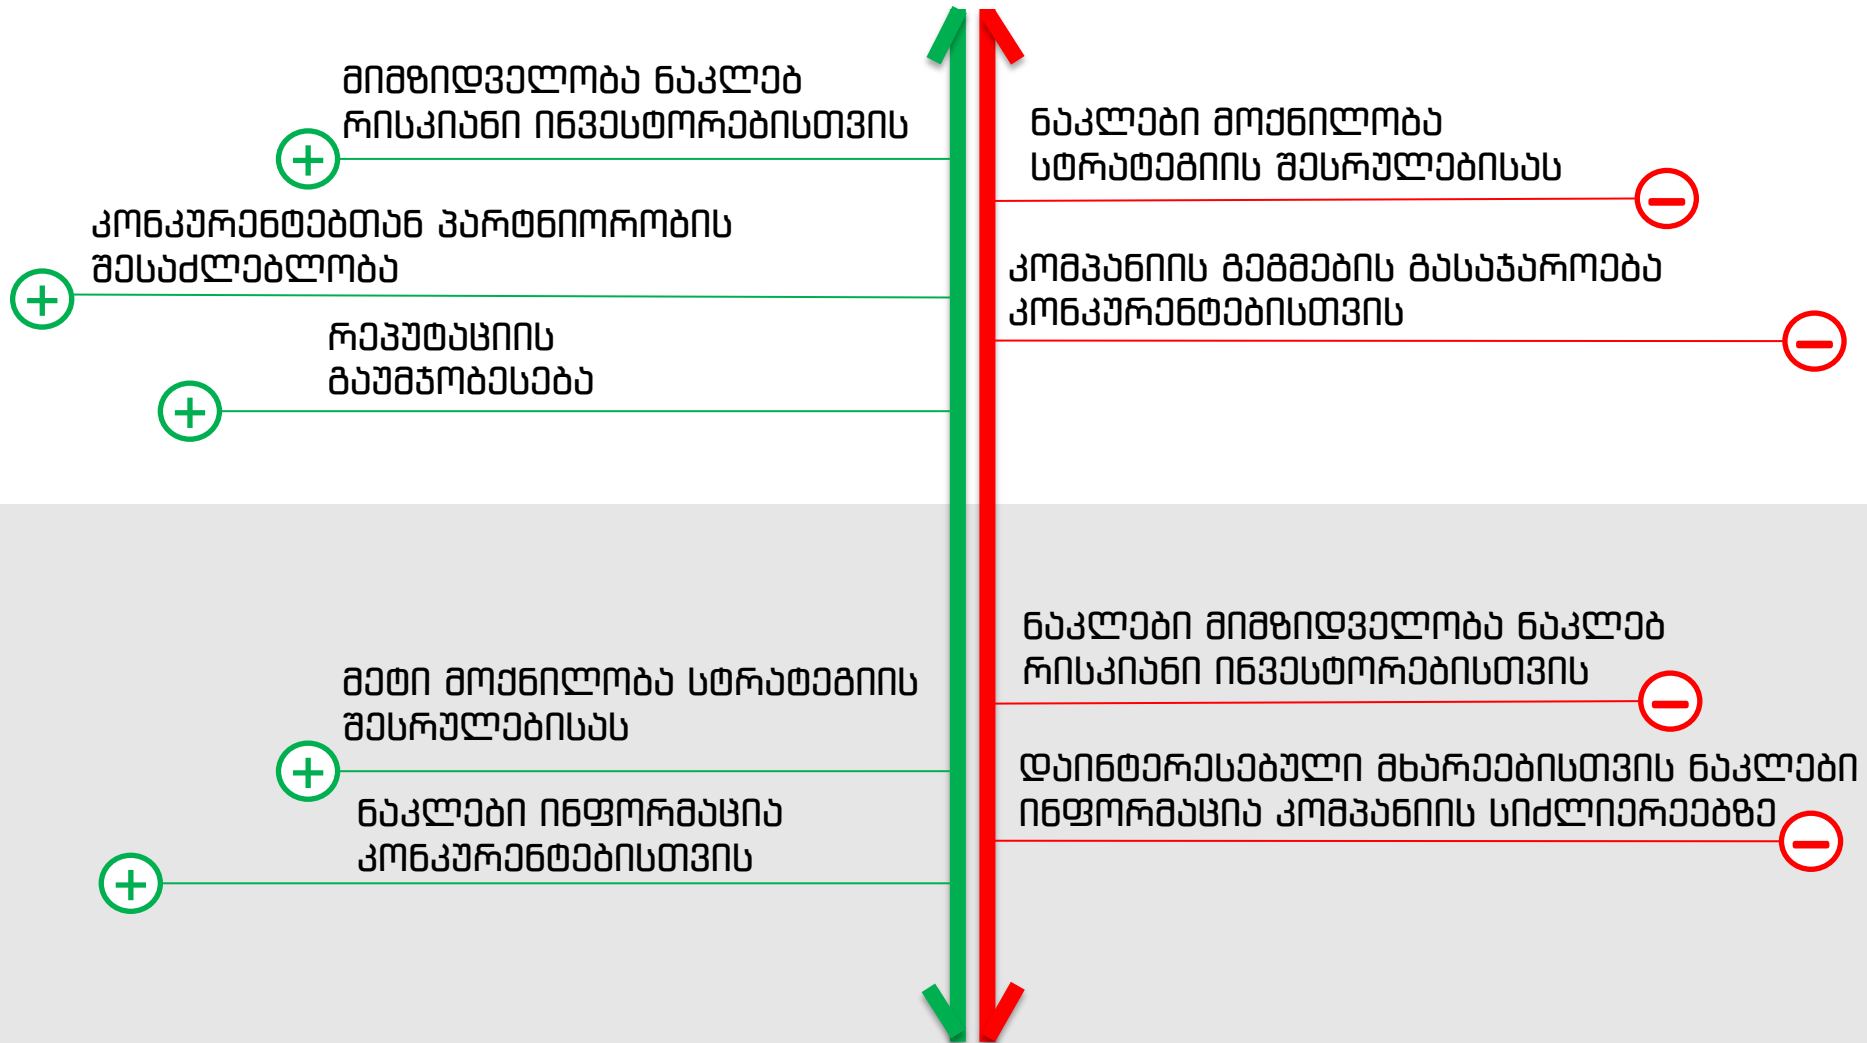 მიმზიდველობა ნაკლებ
რისკიანი ინვესტორებისთვის
კონკურენტებთან პარტნიორობის
შესაძლებლობა
რეპუტაციის
გაუმჯობესება
ნაკლები მოქნილობა
სტრატეგიის შესრულებისას
კომპანიის გეგმების გასაჯაროება
კონკურენტებისთვის
მეტი მოქნილობა სტრატეგიის
შესრულებისას
ნაკლები ინფორმაცია
კონკურენტებისთვის
ნაკლები მიმზიდველობა ნაკლებ
რისკიანი ინვესტორებისთვის
დაინტერესებული მხარეებისთვის ნაკლები
ინფორმაცია კომპანიის სიძლიერეებზე